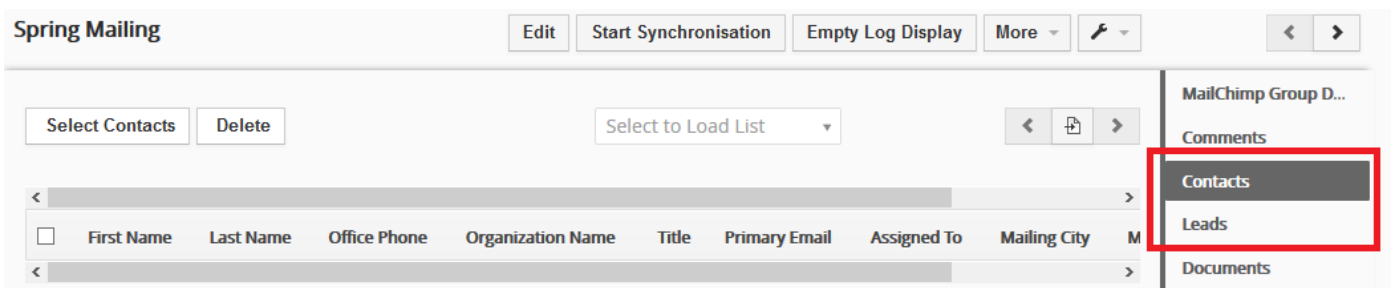 Spring Mailing
Edit
Start Synchronisation
Empty Log Display
More
MailChimp Group D...
Select Contacts
Delete
Select to Load List
Comments
Contacts
First Name Last Name Office Phone Organization Name Title Primary Email Assigned To Mailing City M
Leads
Documents